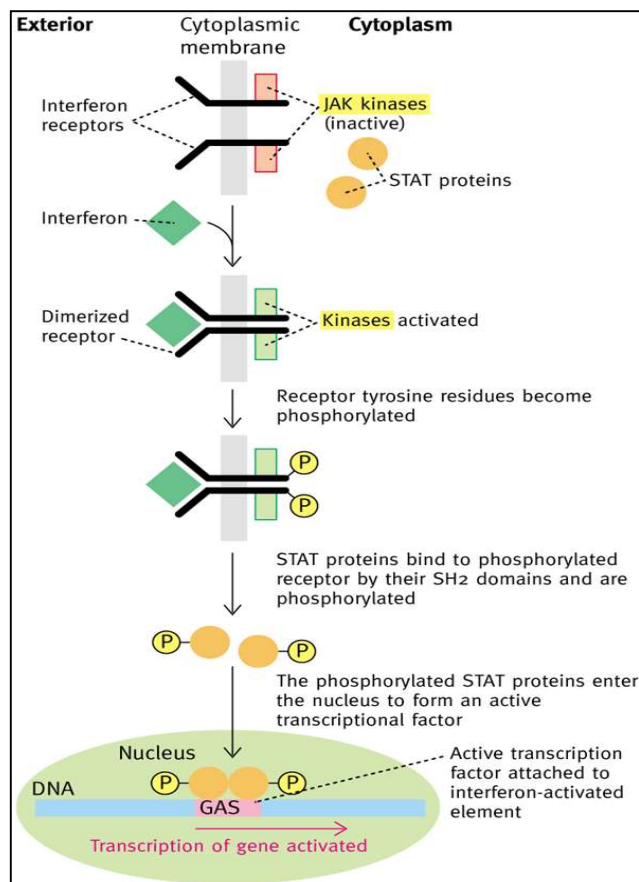 Exterior
Cytoplasmic
membrane
Cytoplasm
Interferon
receptors
JAK kinases
(inactive)
STAT proteins
Interferon
Dimerized
receptor
Kinases activated
Receptor tyrosine residues become
phosphorylated
P
P
STAT proteins bind to phosphorylated
receptor by their SH2 domains and are
phosphorylated
P
P
The phosphorylated STAT proteins enter
the nucleus to form an active
transcriptional factor
Nucleus
P
P
DNA
GAS
Active transcription
factor attached to
interferon-activated
element
Transcription of gene activated